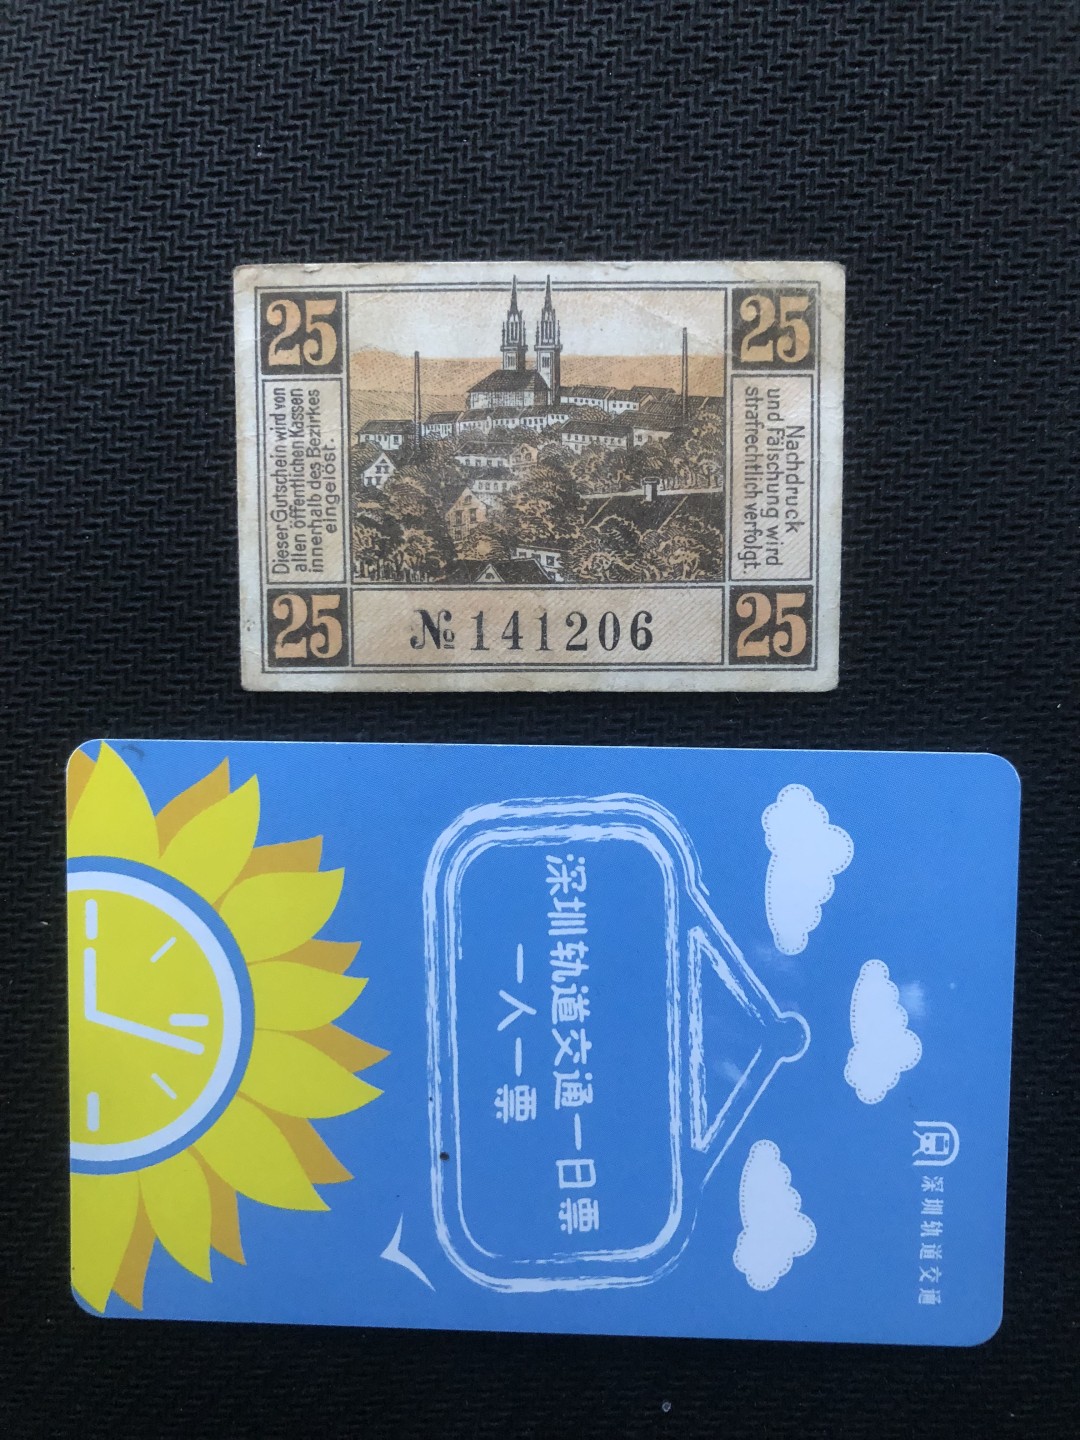 25
25
Dieser Gutschein wird von
allen öffentlichen Kassen
innerhalb des Bezirkes
eingelöst.
Nachdruck
und Fälschung wird
strafrechtlich verfolgt.
25
№ 141206
25
深圳轨道交通一日票
一人一票
深圳轨道交通